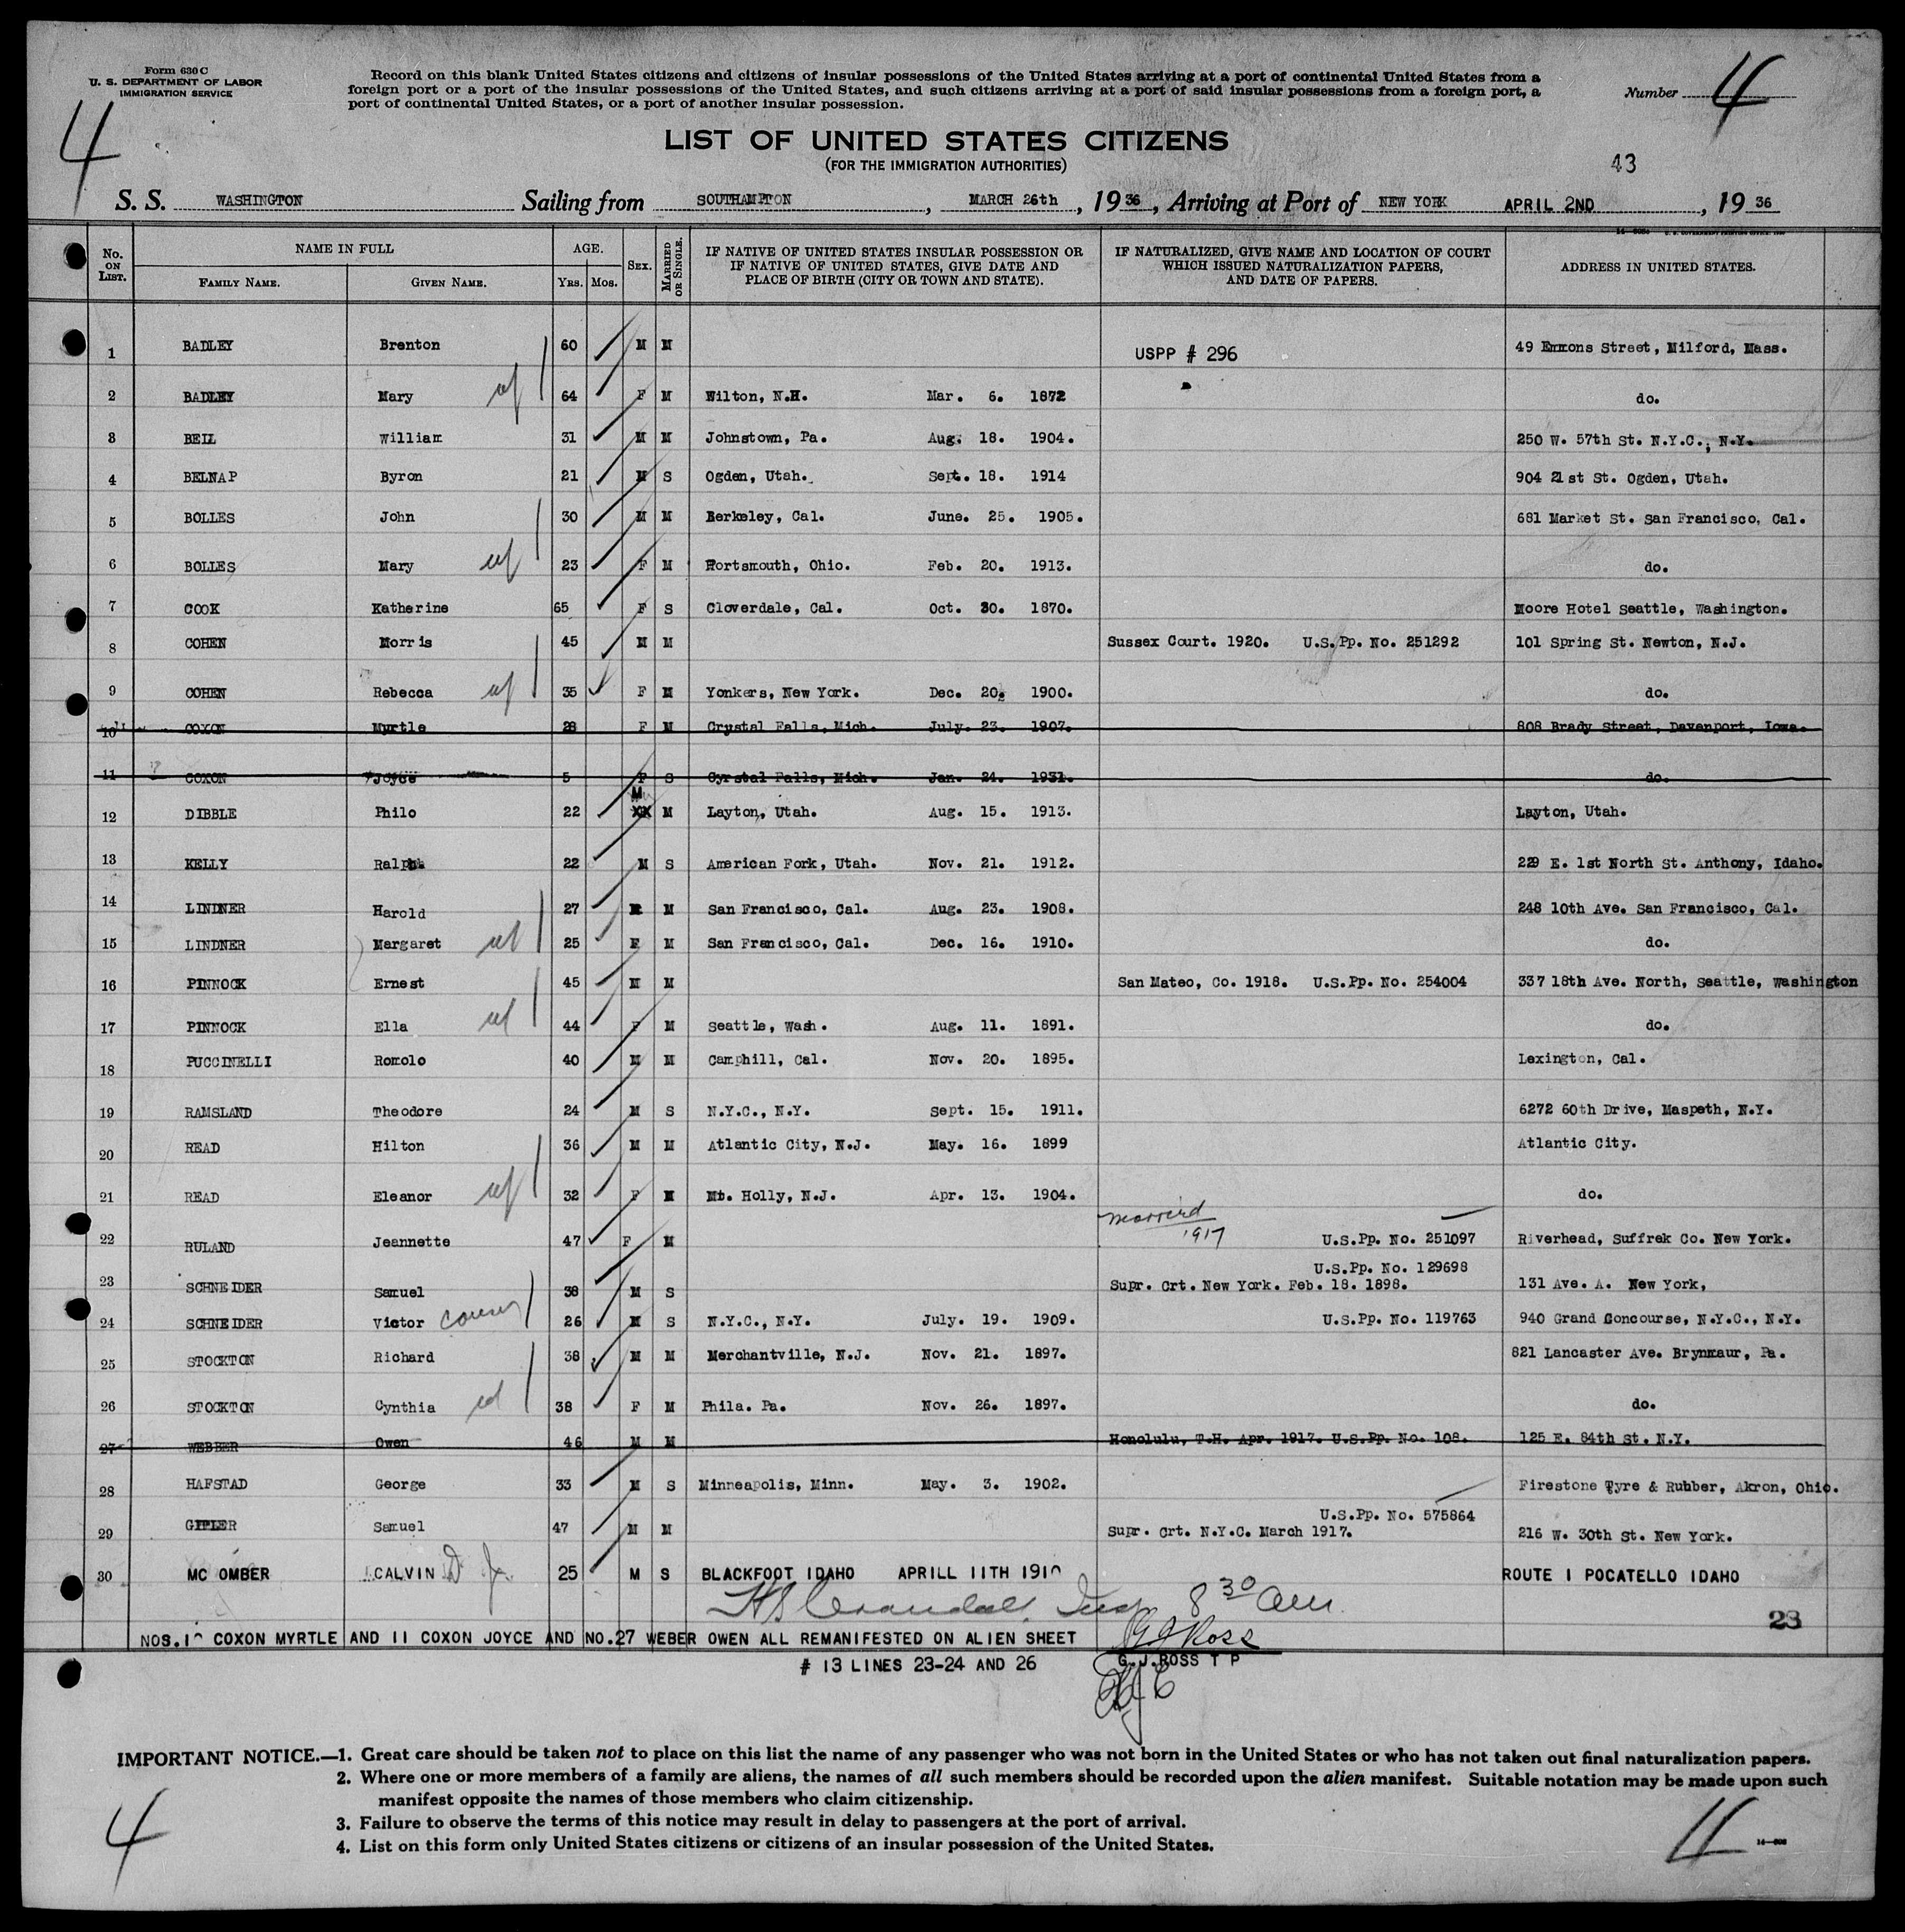 Form 630 C
U. S. DEPARTMENT OF LABOR
IMMIGRATION SERVICE
Record on this blank United States citizens and citizens of insular possessions of the United States arriving at a port of continental United States from a
foreign port or a port of the insular possessions of the United States, and such citizens arriving at a port of said insular possessions from a foreign port, a
port of continental United States, or a port of another insular possession.
Number 4
4
LIST OF UNITED STATES CITIZENS
(FOR THE IMMIGRATION AUTHORITIES)
43
S. S. WASHINGTON Sailing from SOUTHAMPTON, MARCH 26th, 1936, Arriving at Port of NEW YORK APRIL 2ND, 1936
No. ON LIST. NAME IN FULL FAMILY NAME. GIVEN NAME. AGE. YRS. MOS. SEX. MARRIED OR SINGLE. IF NATIVE OF UNITED STATES INSULAR POSSESSION OR IF NATIVE OF UNITED STATES, GIVE DATE AND PLACE OF BIRTH (CITY OR TOWN AND STATE). IF NATURALIZED, GIVE NAME AND LOCATION OF COURT WHICH ISSUED NATURALIZATION PAPERS, AND DATE OF PAPERS. ADDRESS IN UNITED STATES.
1 BADLEY Brenton 60 M M USPP # 296 49 Emmons Street, Milford, Mass.
2 BADLEY Mary wf 64 F M Wilton, N.H. Mar. 6. 1872 do.
3 BELL William 31 M M Johnstown, Pa. Aug. 18. 1904. 250 W. 57th St. N.Y.C., N.Y.
4 BELNAP Byron 21 M S Ogden, Utah. Sept. 18. 1914 904 21st St. Ogden, Utah.
5 BOLLES John 30 M M Berkeley, Cal. June. 25. 1905. 681 Market St. San Francisco, Cal.
6 BOLLES Mary wf 23 F M Portsmouth, Ohio. Feb. 20. 1913. do.
7 COOK Katherine 65 F S Cloverdale, Cal. Oct. 30. 1870. Moore Hotel Seattle, Washington.
8 COHEN Morris 45 M M Sussex Court. 1920. U.S.Pp. No. 251292 101 Spring St. Newton, N.J.
9 COHEN Rebecca wf 35 F M Yonkers, New York. Dec. 20. 1900. do.
10 COXON Myrtle 28 F M Crystal Falls, Mich. July. 23. 1907. 808 Brady Street, Davenport, Iowa.
11 COXON Joyce 5 F S Cyrstal Falls, Mich. Jan. 24. 1931. do.
12 DIBBLE Philo 22 M XX M Layton, Utah. Aug. 15. 1913. Layton, Utah.
13 KELLY Ralph 22 M S American Fork, Utah. Nov. 21. 1912. 229 E. 1st North St. Anthony, Idaho.
14 LINDNER Harold 27 M M San Francisco, Cal. Aug. 23. 1908. 248 10th Ave. San Francisco, Cal.
15 LINDNER Margaret wf 25 F M San Francisco, Cal. Dec. 16. 1910. do.
16 PINNOCK Ernest 45 M M San Mateo, Co. 1918. U.S.Pp. No. 254004 337 18th Ave. North, Seattle, Washington
17 PINNOCK Ella wf 44 F M Seattle, Wash. Aug. 11. 1891. do.
18 PUCCINELLI Romolo 40 M M Camphill, Cal. Nov. 20. 1895. Lexington, Cal.
19 RAMSLAND Theodore 24 M S N.Y.C., N.Y. Sept. 15. 1911. 6272 60th Drive, Maspeth, N.Y.
20 READ Hilton 36 M M Atlantic City, N.J. May. 16. 1899 Atlantic City.
21 READ Eleanor wf 32 F M Mt. Holly, N.J. Apr. 13. 1904. do.
22 RULAND Jeannette 47 F M married 1917 U.S.Pp. No. 251097 Riverhead, Suffrek Co. New York.
U.S.Pp. No. 129698
23 SCHNEIDER Samuel 38 M S Supr. Crt. New York. Feb. 18. 1898. 131 Ave. A. New York,
24 SCHNEIDER Victor cousin 26 M S N.Y.C., N.Y. July. 19. 1909. U.S.Pp. No. 119763 940 Grand Concourse, N.Y.C., N.Y.
25 STOCKTON Richard 38 M M Merchantville, N.J. Nov. 21. 1897. 821 Lancaster Ave. Brynmaur, Pa.
26 STOCKTON Cynthia 38 F M Phila. Pa. Nov. 26. 1897. do.
27 WEBBER Owen 46 M M Honolulu, T.H. Apr. 1917. U.S.Pp. No. 108. 125 E. 84th St. N.Y.
28 HAFSTAD George 33 M S Minneapolis, Minn. May. 3. 1902. Firestone Tyre & Rubber, Akron, Ohio.
U.S.Pp. No. 575864
29 Samuel 47 M M Supr. Crt. N.Y.C. March 1917. 216 W. 30th St. New York.
30 MC OMBER CALVIN D Jr. 25 M S BLACKFOOT IDAHO APRILL 11TH 1910 ROUTE 1 POCATELLO IDAHO
8 30 am
23
NOS.10 COXON MYRTLE AND 11 COXON JOYCE AND NO.27 WEBER OWEN ALL REMANIFESTED ON ALIEN SHEET G J Ross
# 13 LINES 23-24 AND 26 G.J.ROSS T P
IMPORTANT NOTICE.—1. Great care should be taken not to place on this list the name of any passenger who was not born in the United States or who has not taken out final naturalization papers.
2. Where one or more members of a family are aliens, the names of all such members should be recorded upon the alien manifest. Suitable notation may be made upon such
manifest opposite the names of those members who claim citizenship.
3. Failure to observe the terms of this notice may result in delay to passengers at the port of arrival.
4. List on this form only United States citizens or citizens of an insular possession of the United States.
4